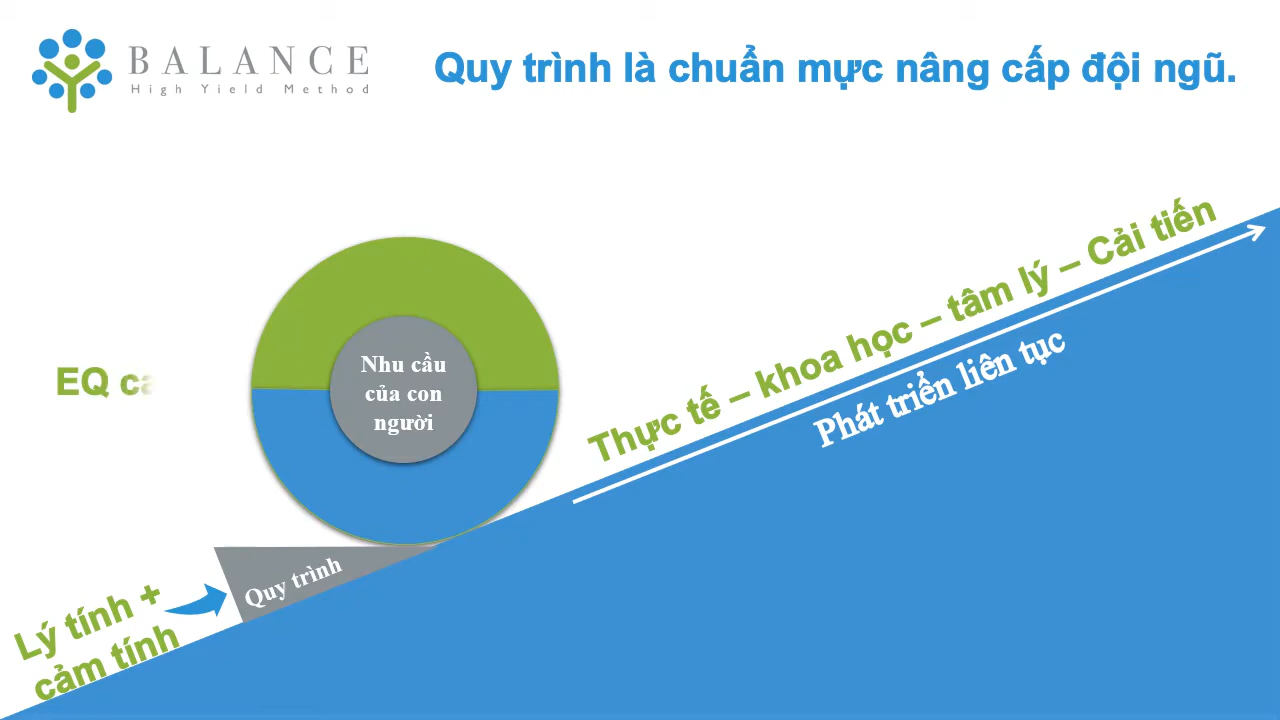 BALANCE
High Yield Method
Quy trình là chuẩn mực nâng cấp đội ngũ.
Thực tế – khoa học – tâm lý – Cải tiến
Phát triển liên tục
Nhu cầu
của con
người
EQ
Quy trình
Lý tính +
cảm tính